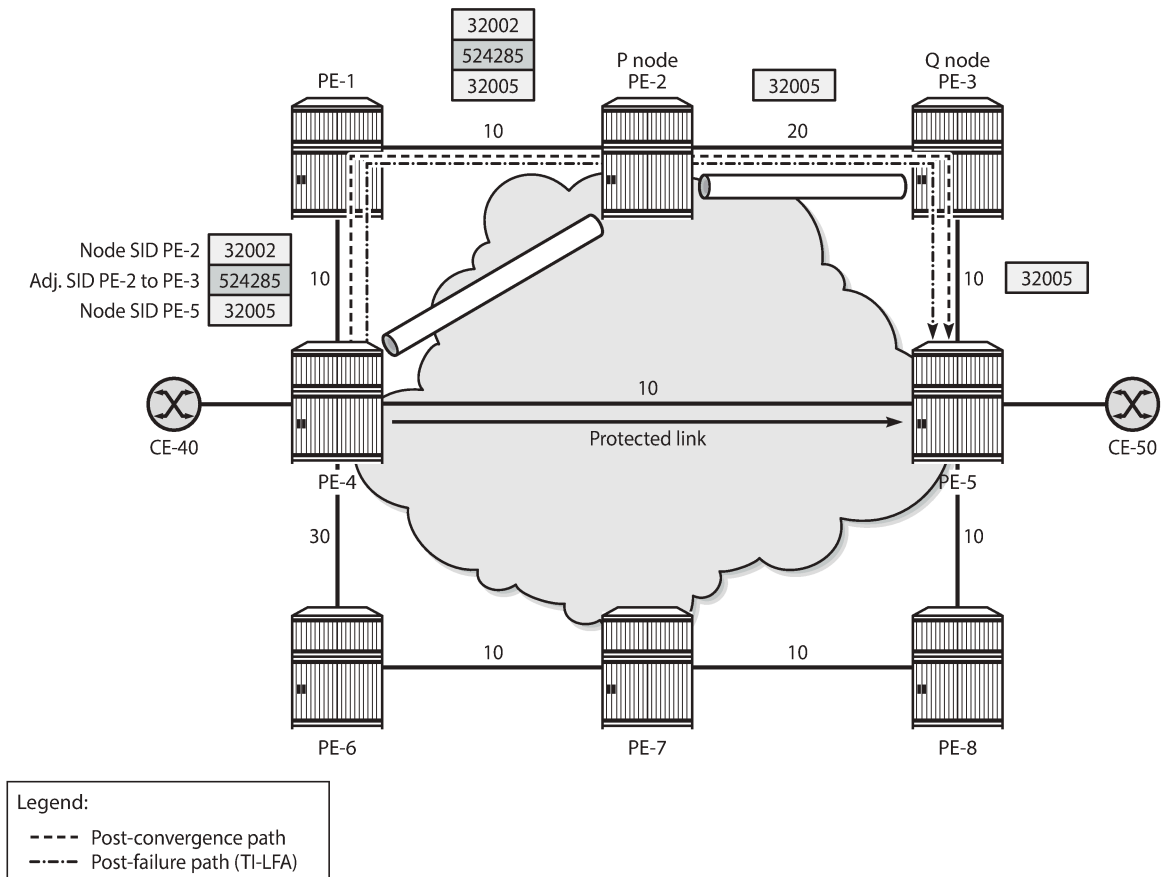 32002
524285
32005
PE-1
P node
PE-2
Q node
PE-3
32005
10
20
Node SID PE-2 32002
Adj. SID PE-2 to PE-3 524285
Node SID PE-5 32005
10
10
32005
10
Protected link
CE-40
CE-50
PE-4
PE-5
30
10
10
10
PE-6
PE-7
PE-8
Legend:
Post-convergence path
Post-failure path (TI-LFA)